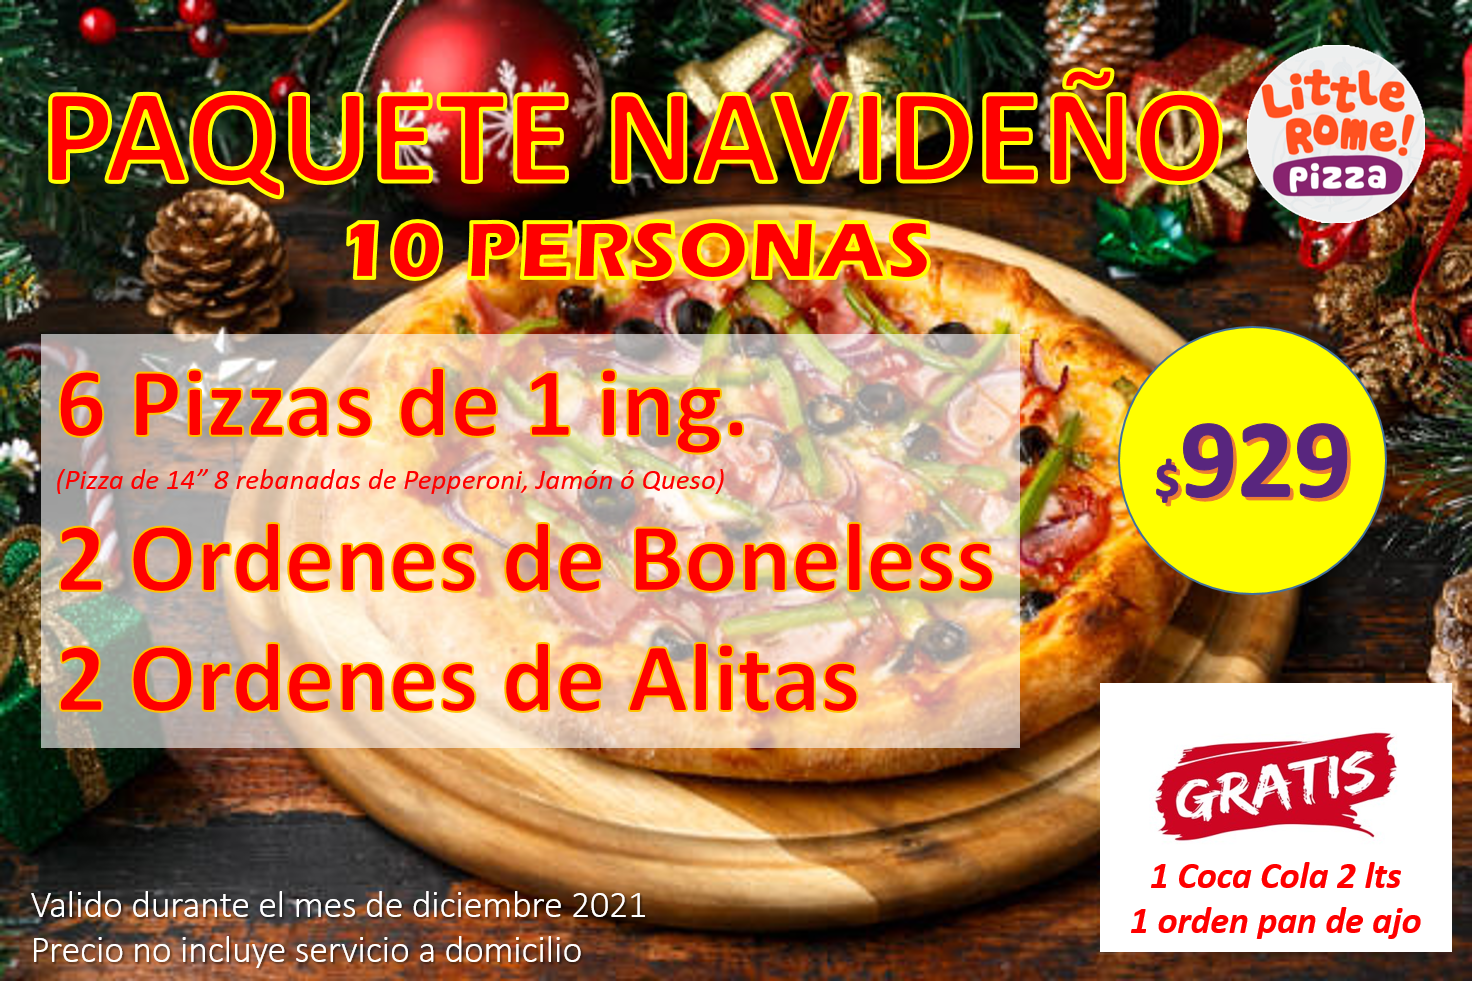 PAQUETE NAVIDEÑO
Little
Rome!
pizza
10 PERSONAS
6 Pizzas de 1 ing.
(Pizza de 14” 8 rebanadas de Pepperoni, Jamón ó Queso)
2 Ordenes de Boneless
2 Ordenes de Alitas
$929
GRATIS
1 Coca Cola 2 lts
1 orden pan de ajo
Valido durante el mes de diciembre 2021
Precio no incluye servicio a domicilio